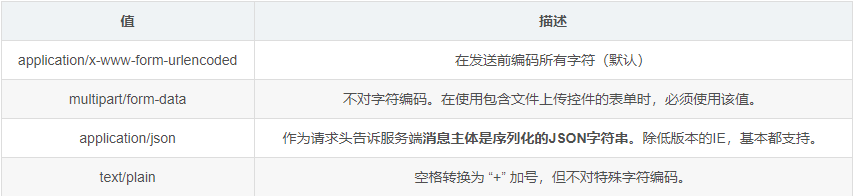 值 描述
application/x-www-form-urlencoded 在发送前编码所有字符（默认）
multipart/form-data 不对字符编码。在使用包含文件上传控件的表单时，必须使用该值。
application/json 作为请求头告诉服务端消息主体是序列化的JSON字符串。除低版本的IE，基本都支持。
text/plain 空格转换为 “+” 加号，但不对特殊字符编码。